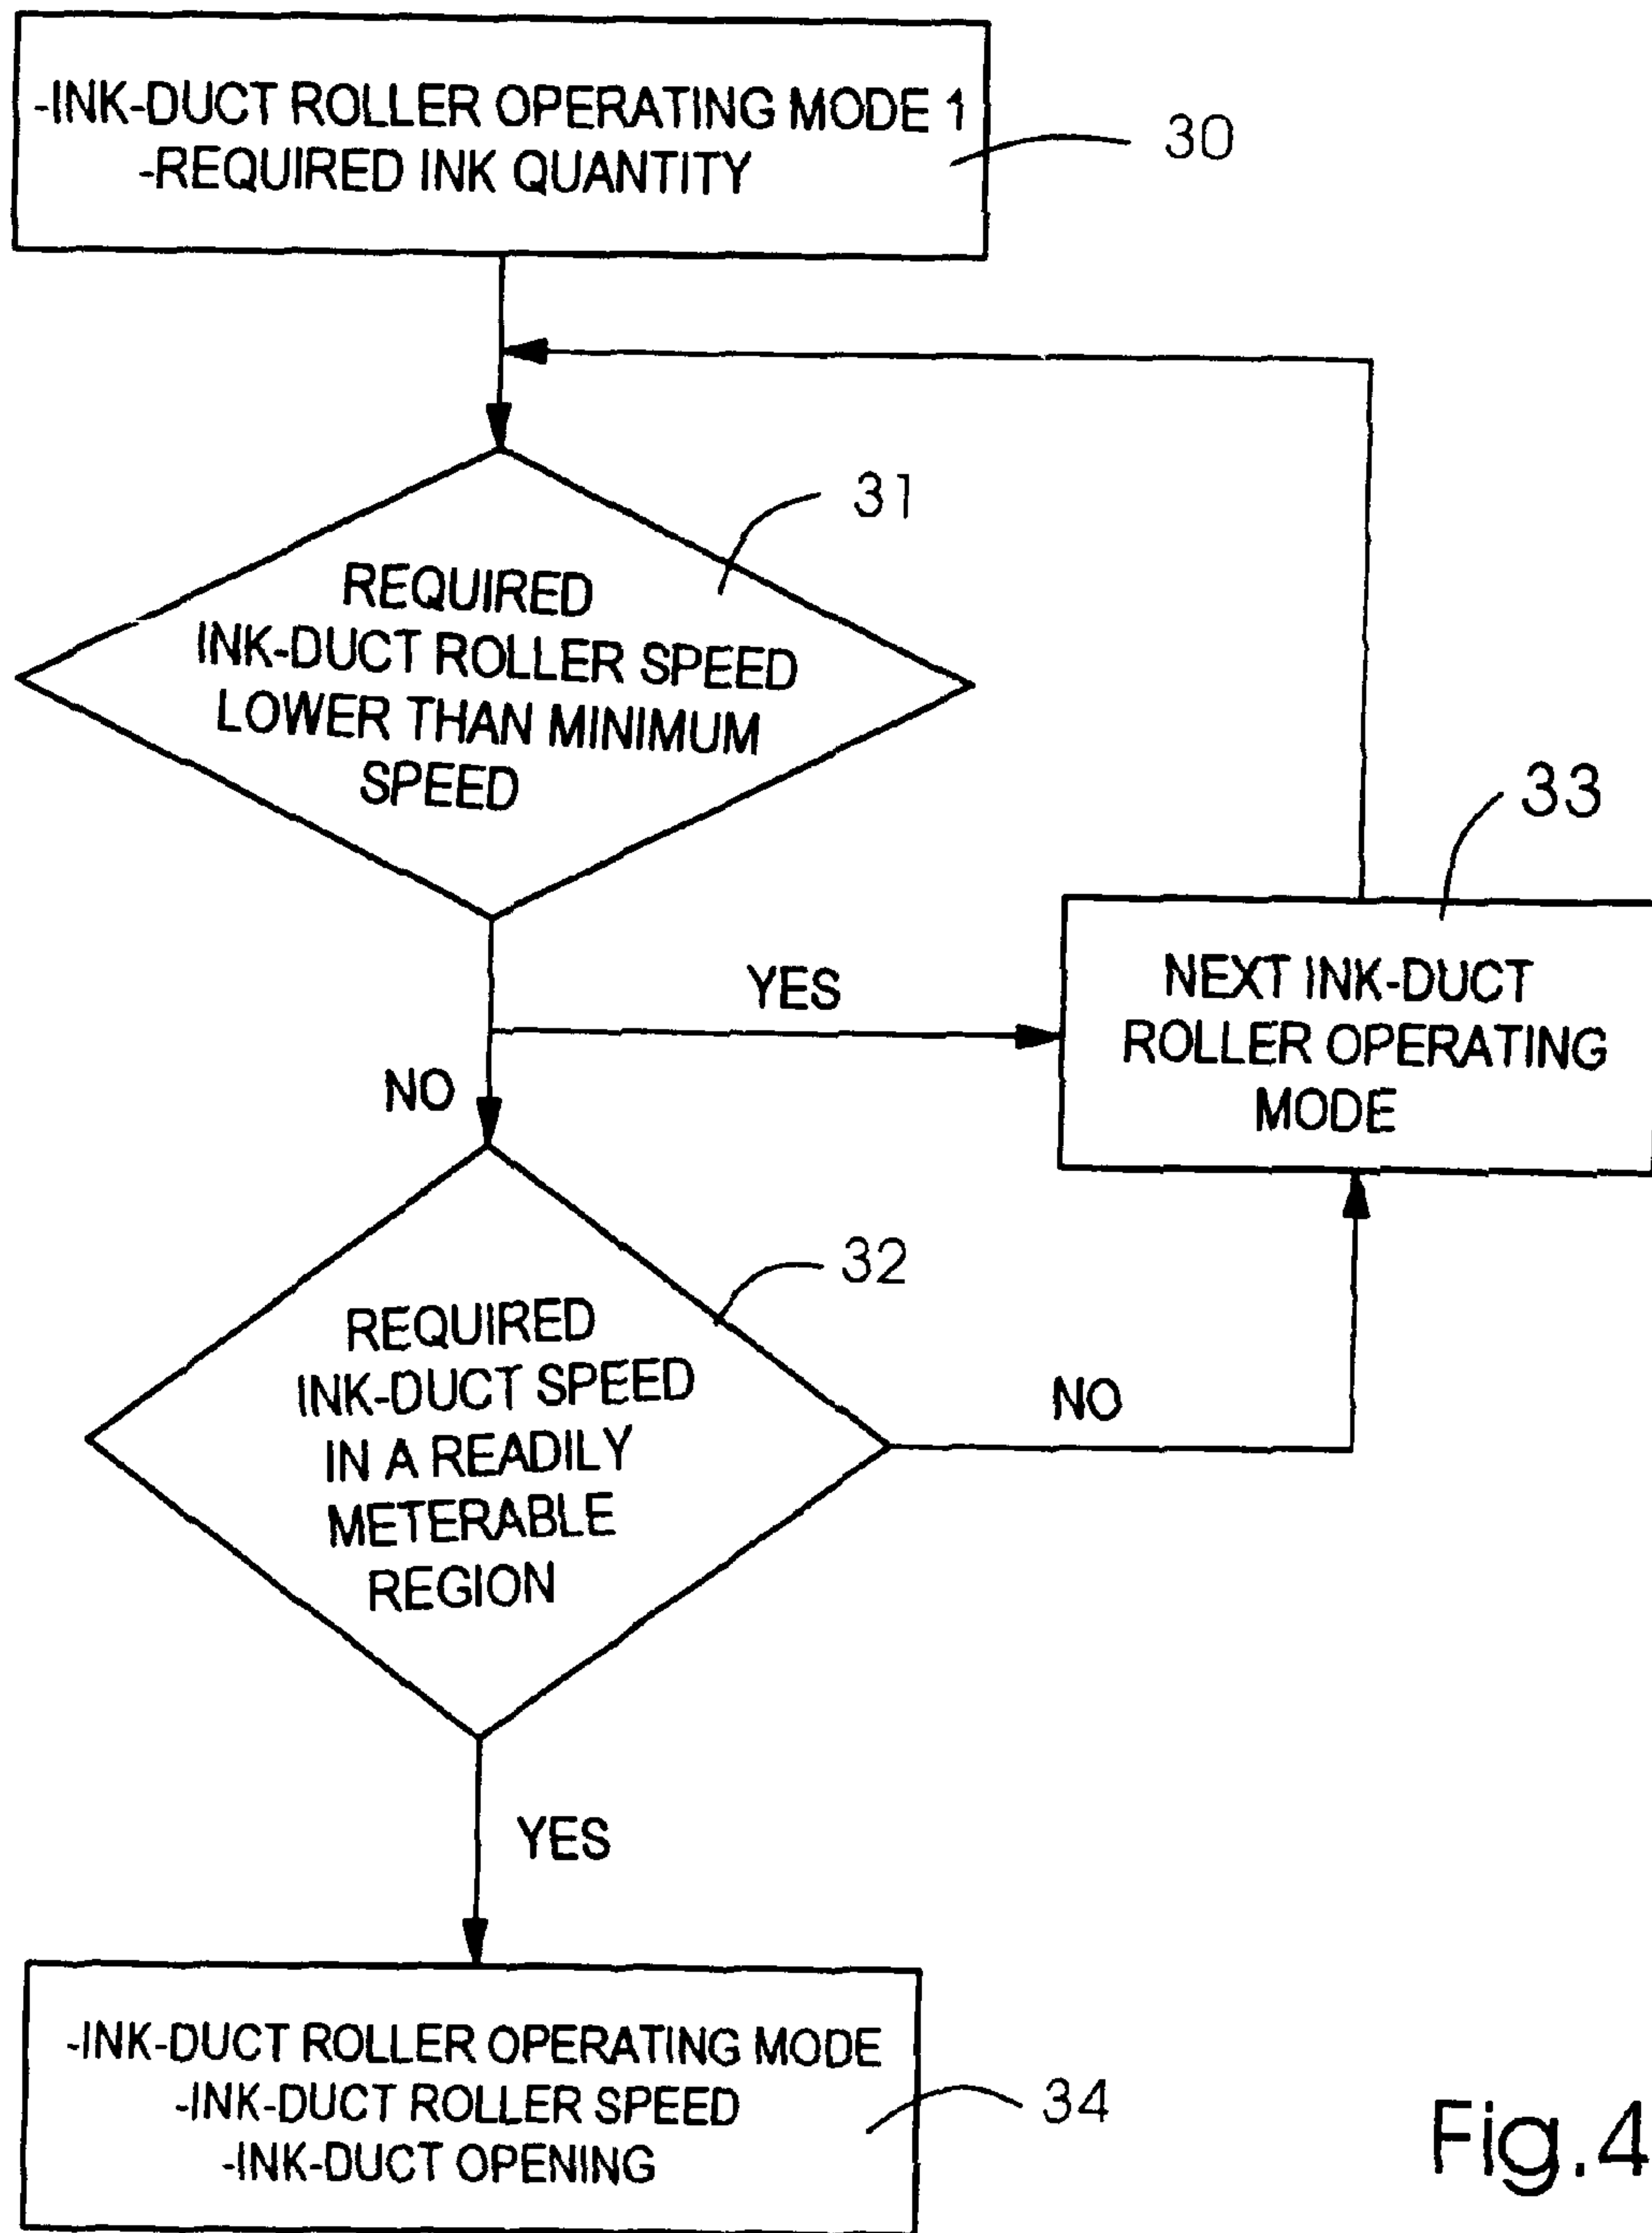 -INK-DUCT ROLLER OPERATING MODE 1
-REQUIRED INK QUANTITY
30
31
REQUIRED
INK-DUCT ROLLER SPEED
LOWER THAN MINIMUM
SPEED
33
YES
NEXT INK-DUCT
ROLLER OPERATING
MODE
NO
32
REQUIRED
INK-DUCT SPEED
IN A READILY
METERABLE
REGION
NO
YES
-INK-DUCT ROLLER OPERATING MODE
-INK-DUCT ROLLER SPEED
-INK-DUCT OPENING
34
Fig.4